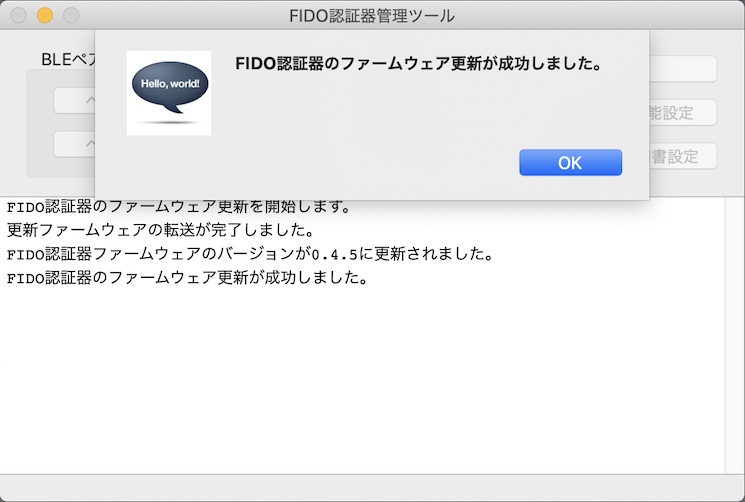 FIDO認証器管理ツール
BLEペア
Hello, world!
FIDO認証器のファームウェア更新が成功しました。
能設定
書設定
OK
FIDO認証器のファームウェア更新を開始します。
更新ファームウェアの転送が完了しました。
FIDO認証器ファームウェアのバージョンが0.4.5に更新されました。
FIDO認証器のファームウェア更新が成功しました。